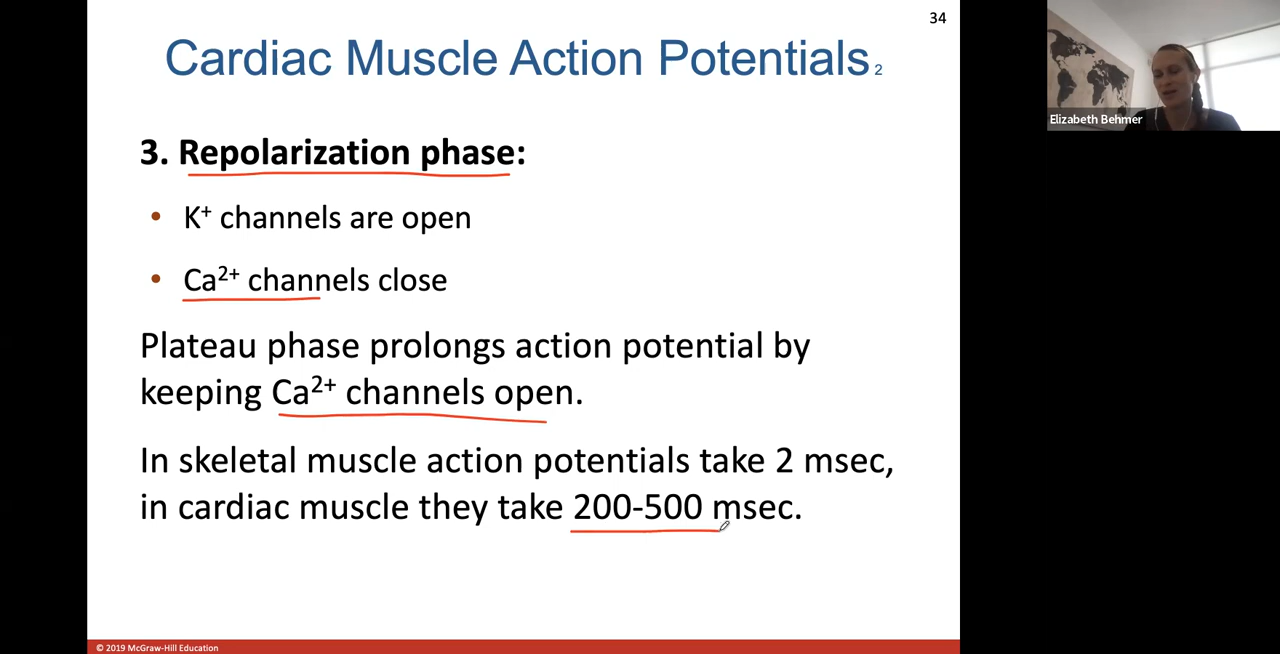 34
Cardiac Muscle Action Potentials 2
Elizabeth Behmer
3. Repolarization phase:
• K⁺ channels are open
• Ca²⁺ channels close
Plateau phase prolongs action potential by
keeping Ca²⁺ channels open.
In skeletal muscle action potentials take 2 msec,
in cardiac muscle they take 200-500 msec.
© 2019 McGraw-Hill Education